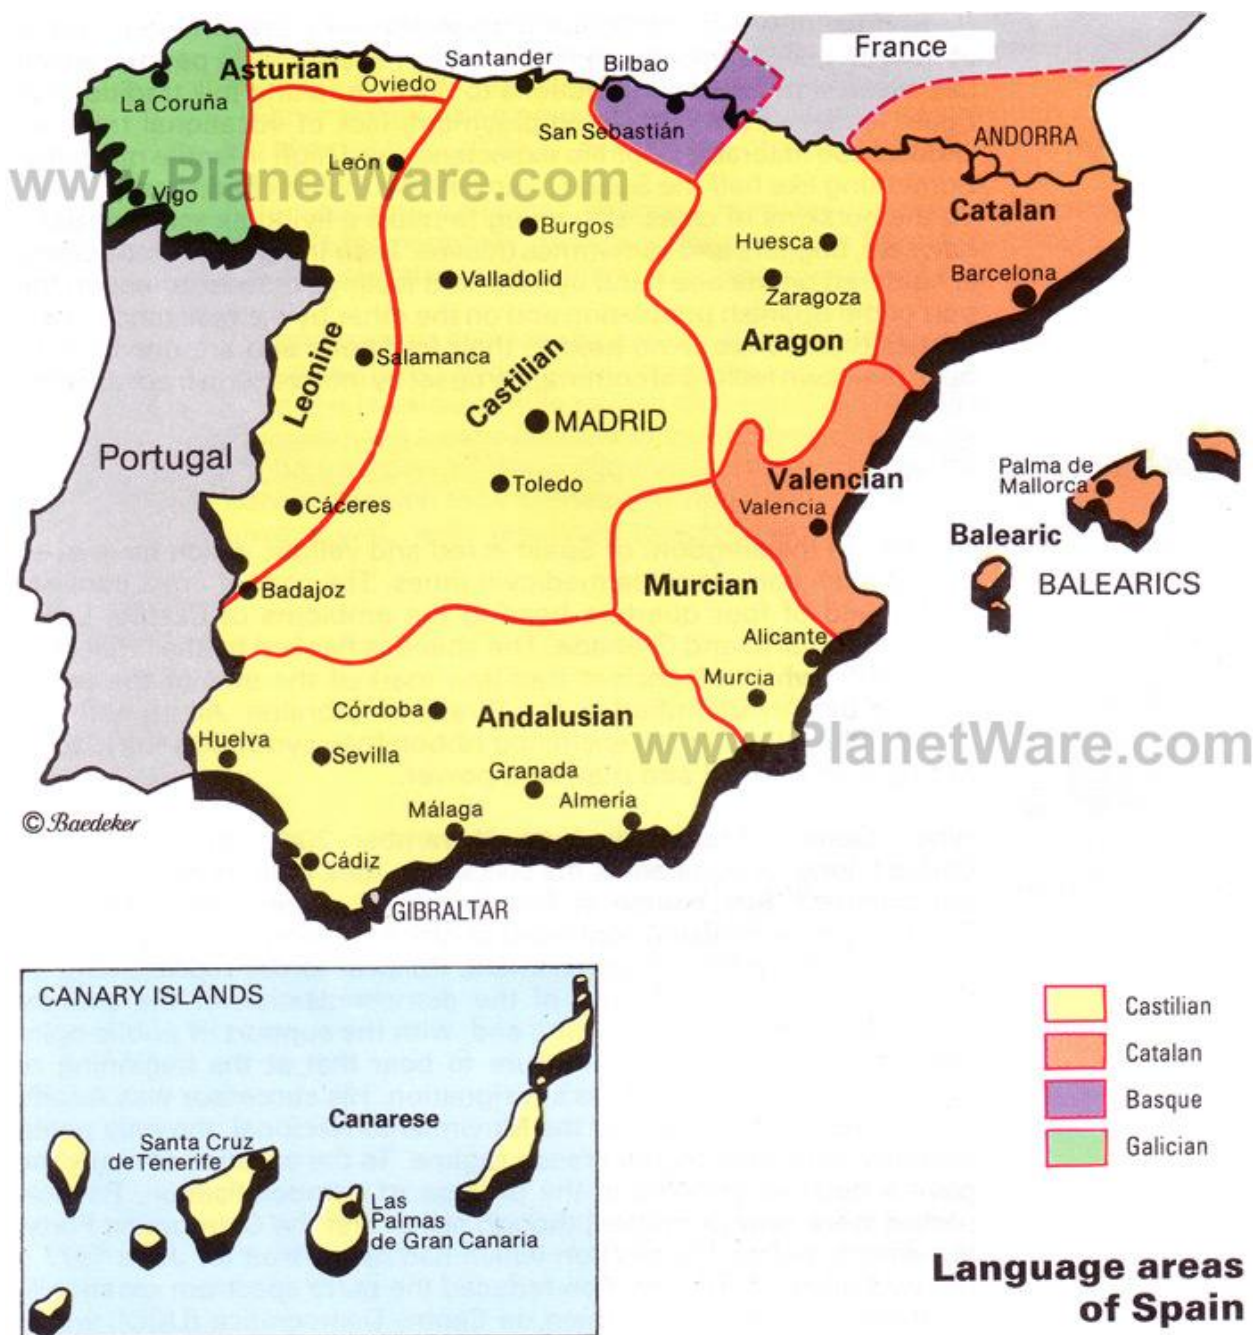 France
Asturian
Santander
Bilbao
Oviedo
La Coruña
San Sebastián
ANDORRA
León
www.PlanetWare.com
Vigo
Catalan
Burgos
Huesca
Valladolid
Barcelona
Zaragoza
Leonine
Salamanca
Castilian
Aragon
MADRID
Portugal
Palma de
Mallorca
Toledo
Valencian
Cáceres
Valencia
Balearic
BALEARICS
Badajoz
Murcian
Alicante
Murcia
Córdoba
Andalusian
Huelva
Sevilla
www.PlanetWare.com
Granada
Málaga
Almería
© Baedeker
Cádiz
GIBRALTAR
CANARY ISLANDS
Canarese
Santa Cruz
de Tenerife
Las
Palmas
de Gran Canaria
Castilian
Catalan
Basque
Galician
Language areas
of Spain